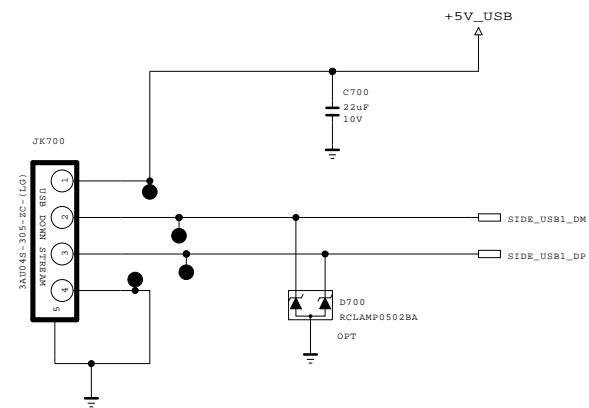 +5V_USB
C700
22uF
10V
JK700
3AU04S-305-ZC-(LG)
USB DOWN STREAM
1
2
3
4
5
SIDE_USB1_DM
SIDE_USB1_DP
D700
RCLAMP0502BA
OPT